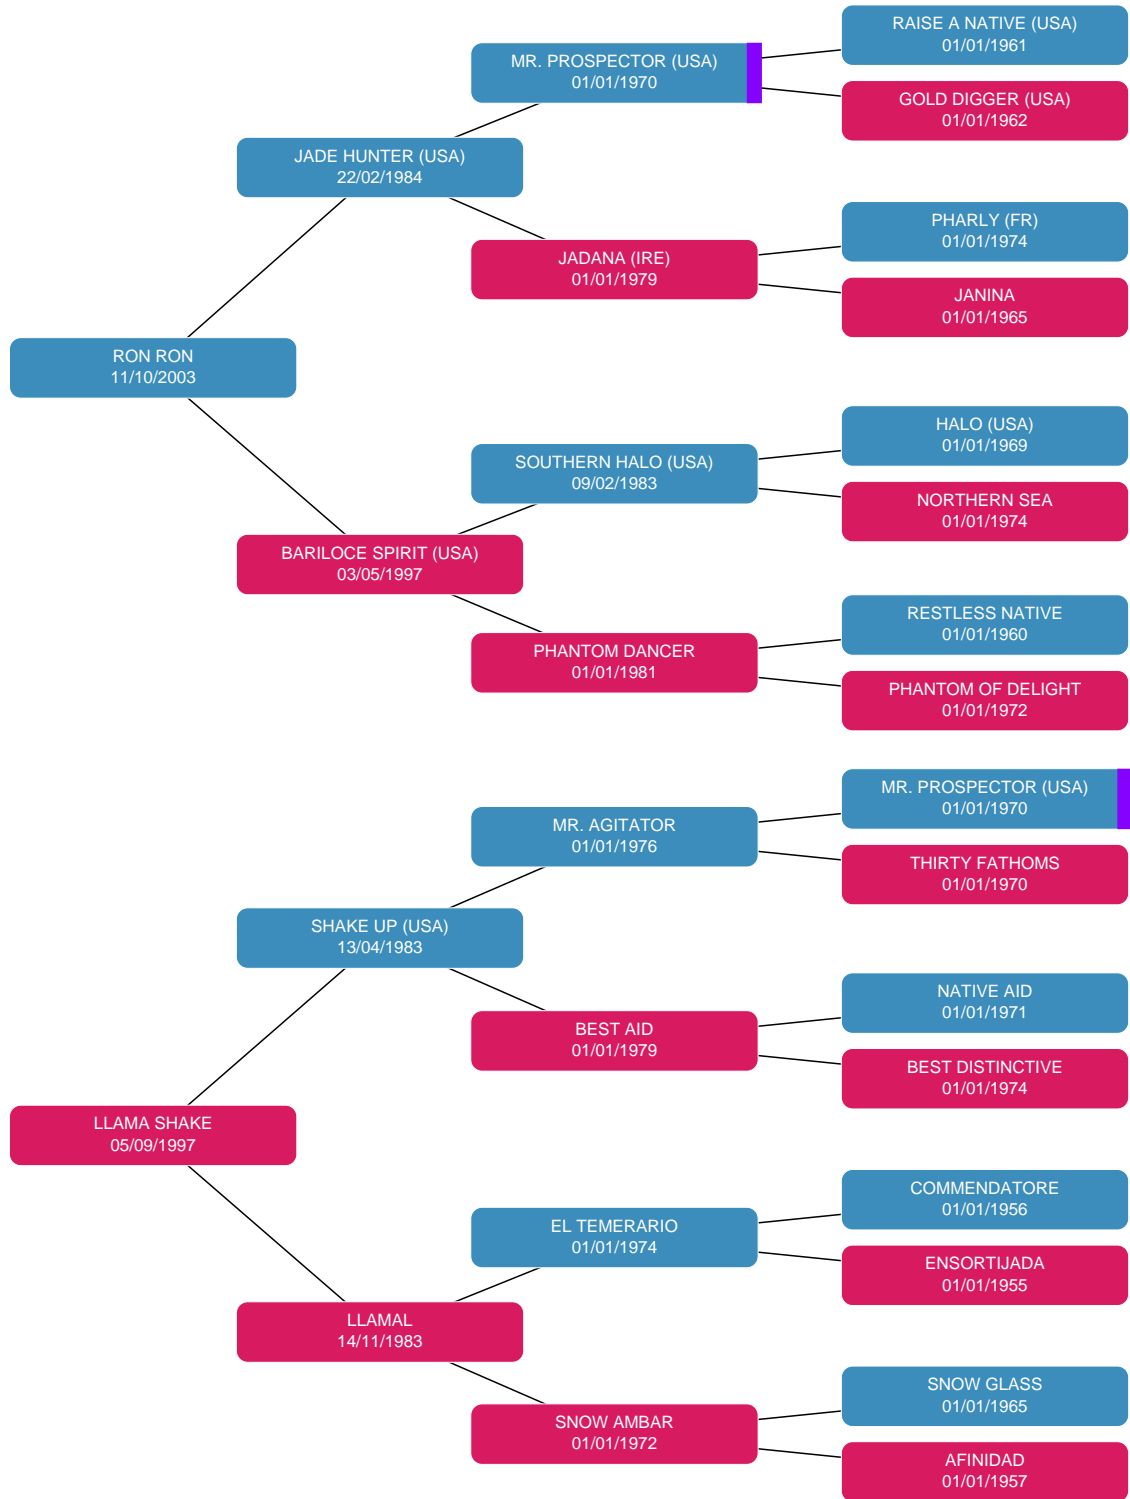 RAISE A NATIVE (USA)
01/01/1961
MR. PROSPECTOR (USA)
01/01/1970
GOLD DIGGER (USA)
01/01/1962
JADE HUNTER (USA)
22/02/1984
PHARLY (FR)
01/01/1974
JADANA (IRE)
01/01/1979
JANINA
01/01/1965
RON RON
11/10/2003
HALO (USA)
01/01/1969
SOUTHERN HALO (USA)
09/02/1983
NORTHERN SEA
01/01/1974
BARILOCE SPIRIT (USA)
03/05/1997
RESTLESS NATIVE
01/01/1960
PHANTOM DANCER
01/01/1981
PHANTOM OF DELIGHT
01/01/1972
MR. PROSPECTOR (USA)
01/01/1970
MR. AGITATOR
01/01/1976
THIRTY FATHOMS
01/01/1970
SHAKE UP (USA)
13/04/1983
NATIVE AID
01/01/1971
BEST AID
01/01/1979
BEST DISTINCTIVE
01/01/1974
LLAMA SHAKE
05/09/1997
COMMENDATORE
01/01/1956
EL TEMERARIO
01/01/1974
ENSORTIJADA
01/01/1955
LLAMAL
14/11/1983
SNOW GLASS
01/01/1965
SNOW AMBAR
01/01/1972
AFINIDAD
01/01/1957